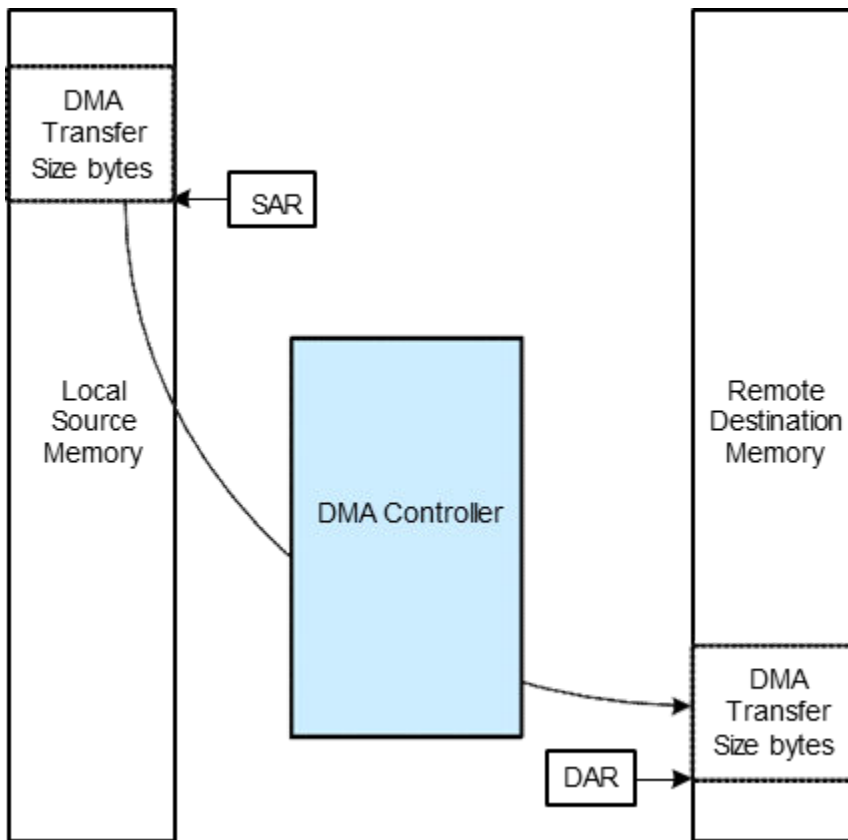 DMA
Transfer
Size bytes
SAR
Local
Source
Memory
DMA Controller
Remote
Destination
Memory
DMA
Transfer
Size bytes
DAR